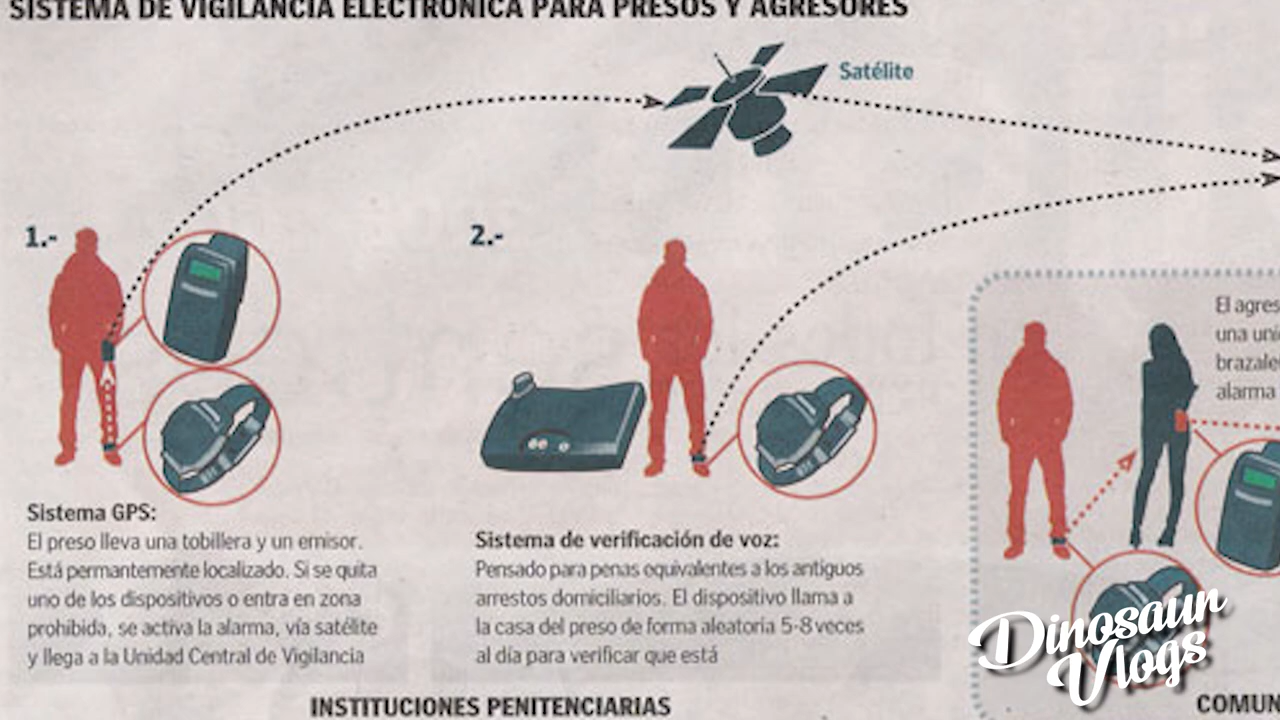 SISTEMA DE VIGILANCIA ELECTRÓNICA PARA PRESOS Y AGRESORES
Satélite
1.-
2.-
El agres
una uni
brazale
alarma
Sistema GPS:
El preso lleva una tobillera y un emisor.
Está permantemente localizado. Si se quita
uno de los dispositivos o entra en zona
prohibida, se activa la alarma, vía satélite
y llega a la Unidad Central de Vigilancia
Sistema de verificación de voz:
Pensado para penas equivalentes a los antiguos
arrestos domiciliarios. El dispositivo llama a
la casa del preso de forma aleatoria 5-8 veces
al día para verificar que está
INSTITUCIONES PENITENCIARIAS
COMUN
Dinosaur
Vlogs